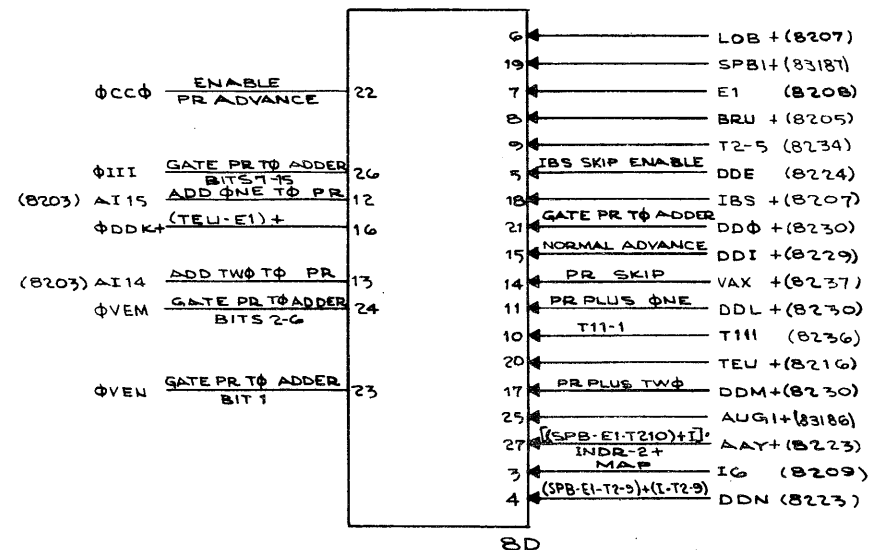 6 LOB + (8207)
19 SPB1+ (83187)
ΦCCΦ ENABLE PR ADVANCE 22
7 E1 (8208)
8 BRU + (8205)
9 T2-5 (8234)
ΦIII GATE PR TΦ ADDER BITS 7-15 26
5 IBS SKIP ENABLE DDE (8224)
(8203) AI15 ADD ΦNE TΦ PR 12
18 IBS + (8207)
ΦDDK+ (TEU-E1)+ 16
21 GATE PR TΦ ADDER DDΦ + (8230)
15 NORMAL ADVANCE DDI + (8229)
(8203) AI14 ADD TWΦ TΦ PR 13
14 PR SKIP VAX + (8237)
ΦVEM GATE PR TΦ ADDER BITS 2-6 24
11 PR PLUS ΦNE DDL + (8230)
10 T11-1 T111 (8236)
20 TEU + (8216)
ΦVEN GATE PR TΦ ADDER BIT 1 23
17 PR PLUS TWΦ DDM + (8230)
25 AUG1+ (83186)
27 [(SPB-E1-T210)+I]· INDR-2+ MAP AAY+ (8223)
3 I6 (8209)
4 (SPB-E1-T2-9)+(I-T2-9) DDN (8223)
8D